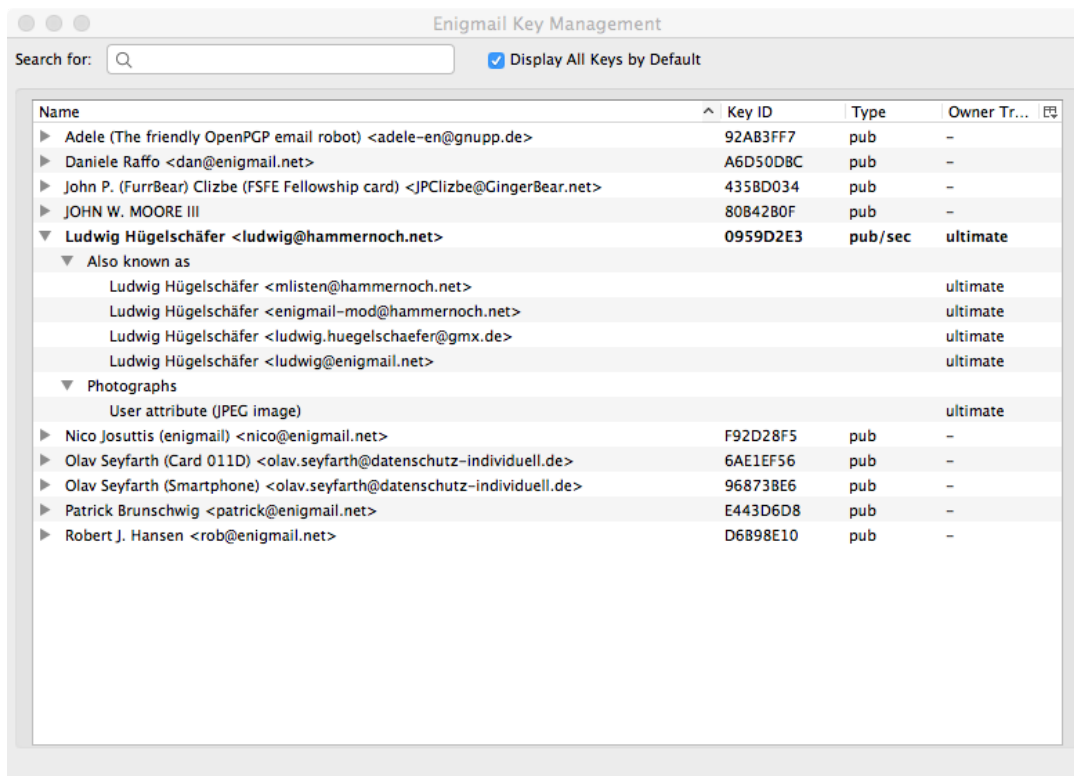 Enigmail Key Management
Search for: Display All Keys by Default
Name Key ID Type Owner Tr...
Adele (The friendly OpenPGP email robot) <adele-en@gnupp.de> 92AB3FF7 pub –
Daniele Raffo <dan@enigmail.net> A6D50DBC pub –
John P. (FurrBear) Clizbe (FSFE Fellowship card) <JPClizbe@GingerBear.net> 435BD034 pub –
JOHN W. MOORE III 80B42B0F pub –
Ludwig Hügelschäfer <ludwig@hammernoch.net> 0959D2E3 pub/sec ultimate
Also known as
Ludwig Hügelschäfer <mlisten@hammernoch.net> ultimate
Ludwig Hügelschäfer <enigmail-mod@hammernoch.net> ultimate
Ludwig Hügelschäfer <ludwig.huegelschaefer@gmx.de> ultimate
Ludwig Hügelschäfer <ludwig@enigmail.net> ultimate
Photographs
User attribute (JPEG image) ultimate
Nico Josuttis (enigmail) <nico@enigmail.net> F92D28F5 pub –
Olav Seyfarth (Card 011D) <olav.seyfarth@datenschutz-individuell.de> 6AE1EF56 pub –
Olav Seyfarth (Smartphone) <olav.seyfarth@datenschutz-individuell.de> 96873BE6 pub –
Patrick Brunschwig <patrick@enigmail.net> E443D6D8 pub –
Robert J. Hansen <rob@enigmail.net> D6B98E10 pub –